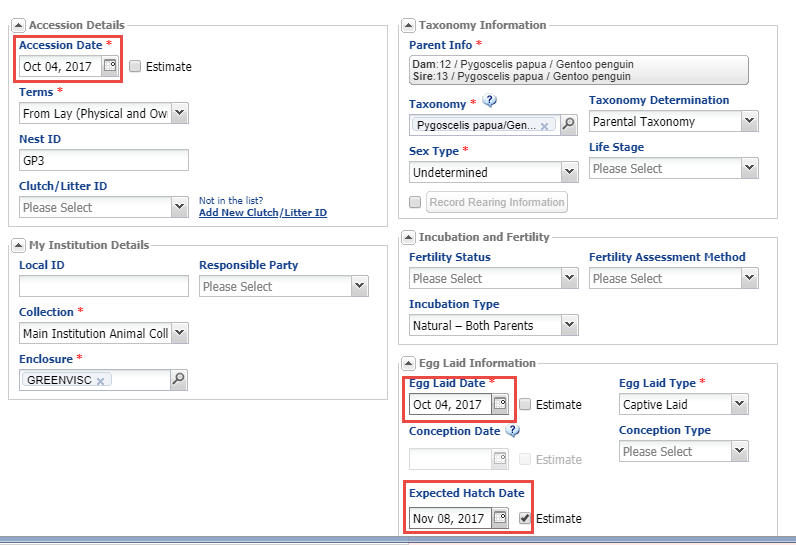 Accession Details
Accession Date *
Oct 04, 2017 Estimate
Terms *
From Lay (Physical and Own
Nest ID
GP3
Clutch/Litter ID
Please Select
Not in the list?
Add New Clutch/Litter ID
My Institution Details
Local ID Responsible Party
Please Select
Collection *
Main Institution Animal Coll
Enclosure *
GREENVISC x
Taxonomy Information
Parent Info *
Dam:12 / Pygoscelis papua / Gentoo penguin
Sire:13 / Pygoscelis papua / Gentoo penguin
Taxonomy * ? Taxonomy Determination
Pygoscelis papua/Gen... x Parental Taxonomy
Sex Type * Life Stage
Undetermined Please Select
Record Rearing Information
Incubation and Fertility
Fertility Status Fertility Assessment Method
Please Select Please Select
Incubation Type
Natural – Both Parents
Egg Laid Information
Egg Laid Date * Egg Laid Type *
Oct 04, 2017 Estimate Captive Laid
Conception Date ? Conception Type
Estimate Please Select
Expected Hatch Date
Nov 08, 2017 Estimate